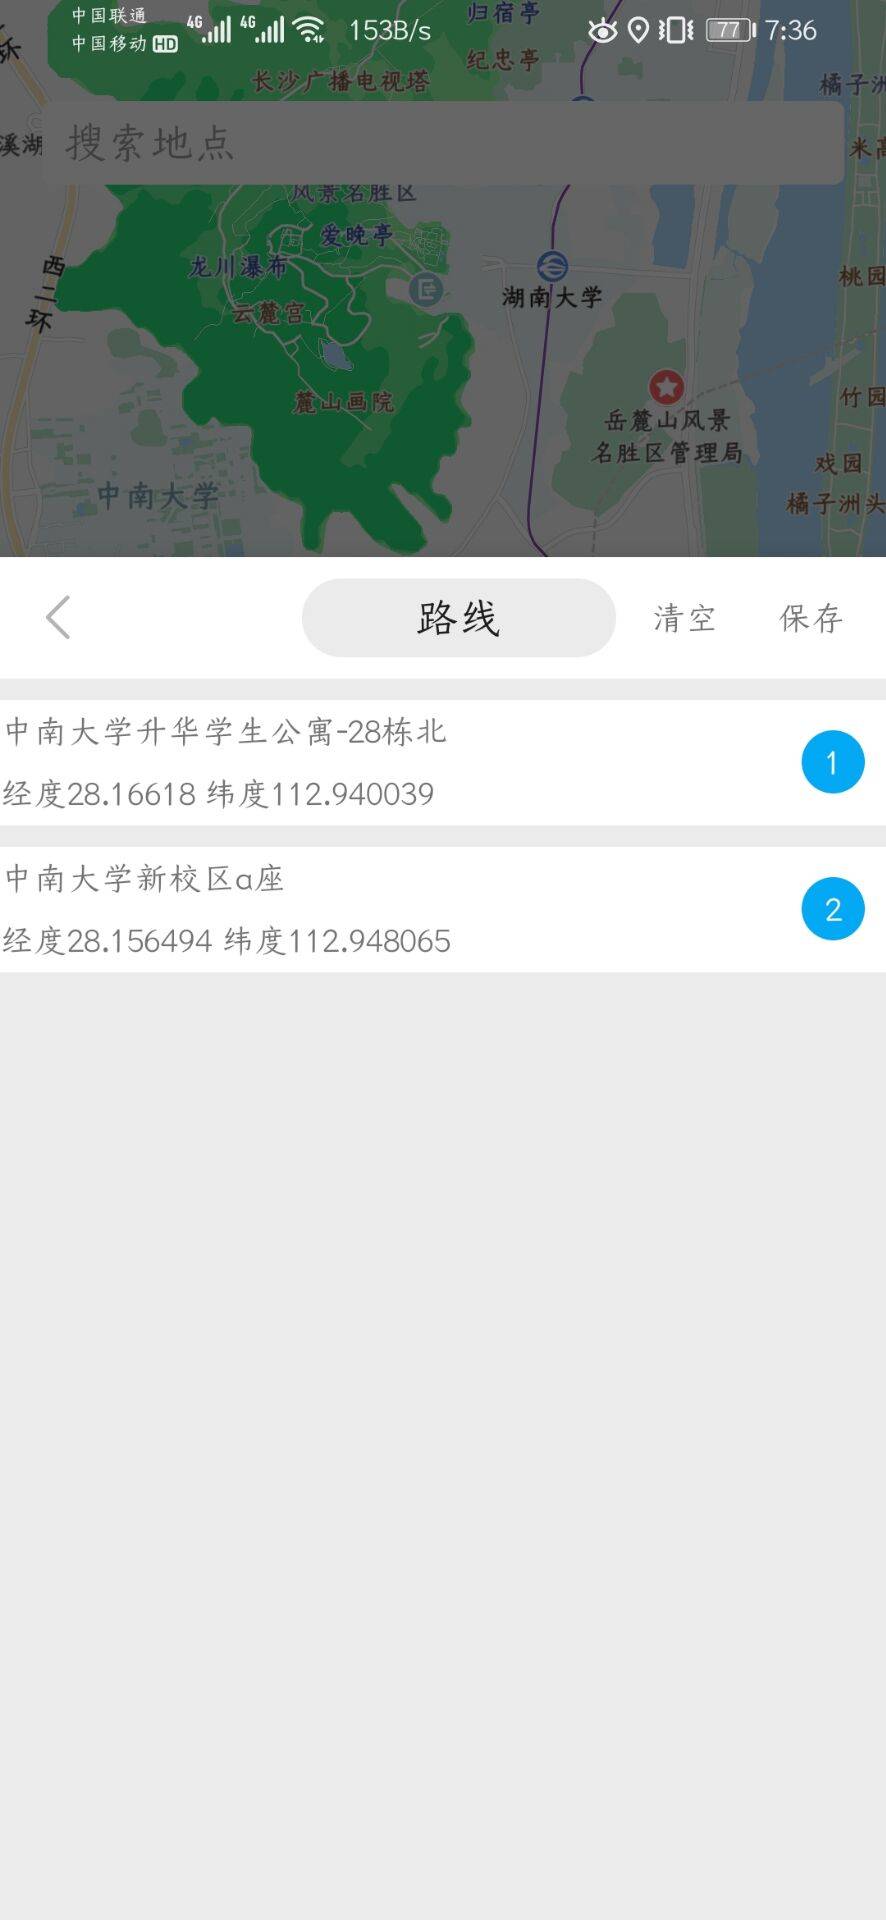 中国联通
中国移动 HD
4G 4G 153B/s 77 7:36
归宿亭
纪忠亭
长沙广播电视塔
橘子洲
环
溪湖
搜索地点
米高
风景名胜区
爱晚亭
龙川瀑布
西二环
云麓宫
湖南大学
桃园
麓山画院
竹园
岳麓山风景
名胜区管理局
戏园
中南大学
橘子洲头
路线
清空
保存
中南大学升华学生公寓-28栋北
经度28.16618 纬度112.940039
1
中南大学新校区a座
经度28.156494 纬度112.948065
2